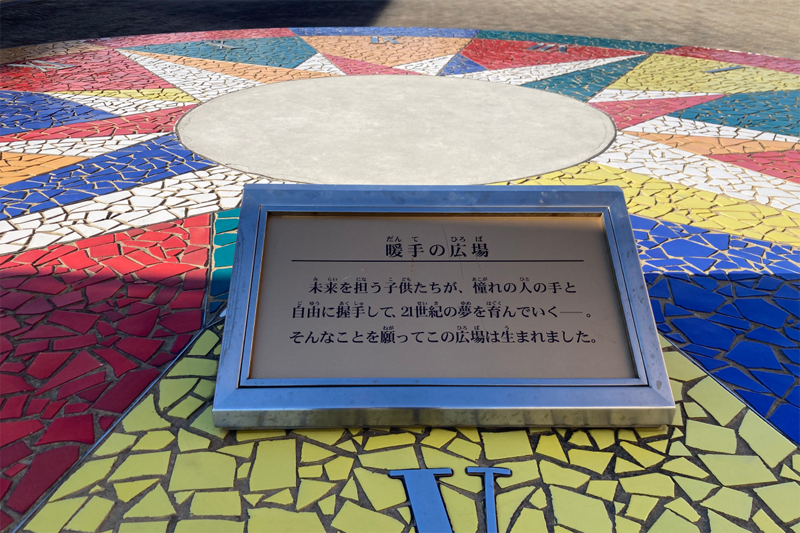 暖手の広場
未来を担う子供たちが、憧れの人の手と
自由に握手して、21世紀の夢を育んでいく──。
そんなことを願ってこの広場は生まれました。
V